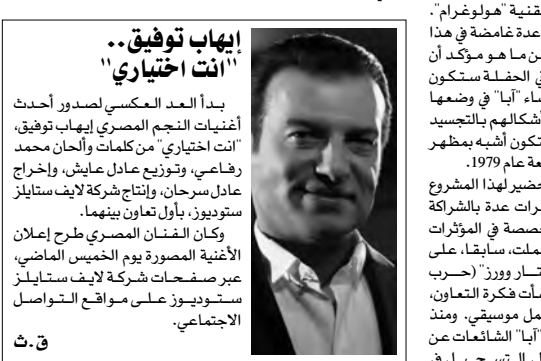 إيهاب توفيق..
"انت اختياري"
بدأ العد العكسي لصدور أحدث
أغنيات النجم المصري إيهاب توفيق،
"انت اختياري" من كلمات وألحان محمد
رفاعي، وتوزيع عادل عايش، وإخراج
عادل سرحان، وإنتاج شركة لايف ستايلز
ستوديوز، بأول تعاون بينهما.
وكان الفنان المصري طرح إعلان
الأغنية المصورة يوم الخميس الماضي،
عبر صفحات شركة لايف ستايلز
ستوديوز على مواقع التواصل
الاجتماعي.
ق.ث
قنية "هولوغرام".
عدة غامضة في هذا
ن ما هو مؤكد أن
ي الحفلة ستكون
ساء "آبا" في وضعها
أشكالهم بالتجسيد
تكون أشبه بمظهر
عة عام 1979.
حضير لهذا المشروع
رات عدة بالشراكة
خصصة في المؤثرات
ملت، سابقا، على
تار وورز" (حرب
شأت فكرة التعاون،
مل موسيقي. ومنذ
"آبا" الشائعات عن